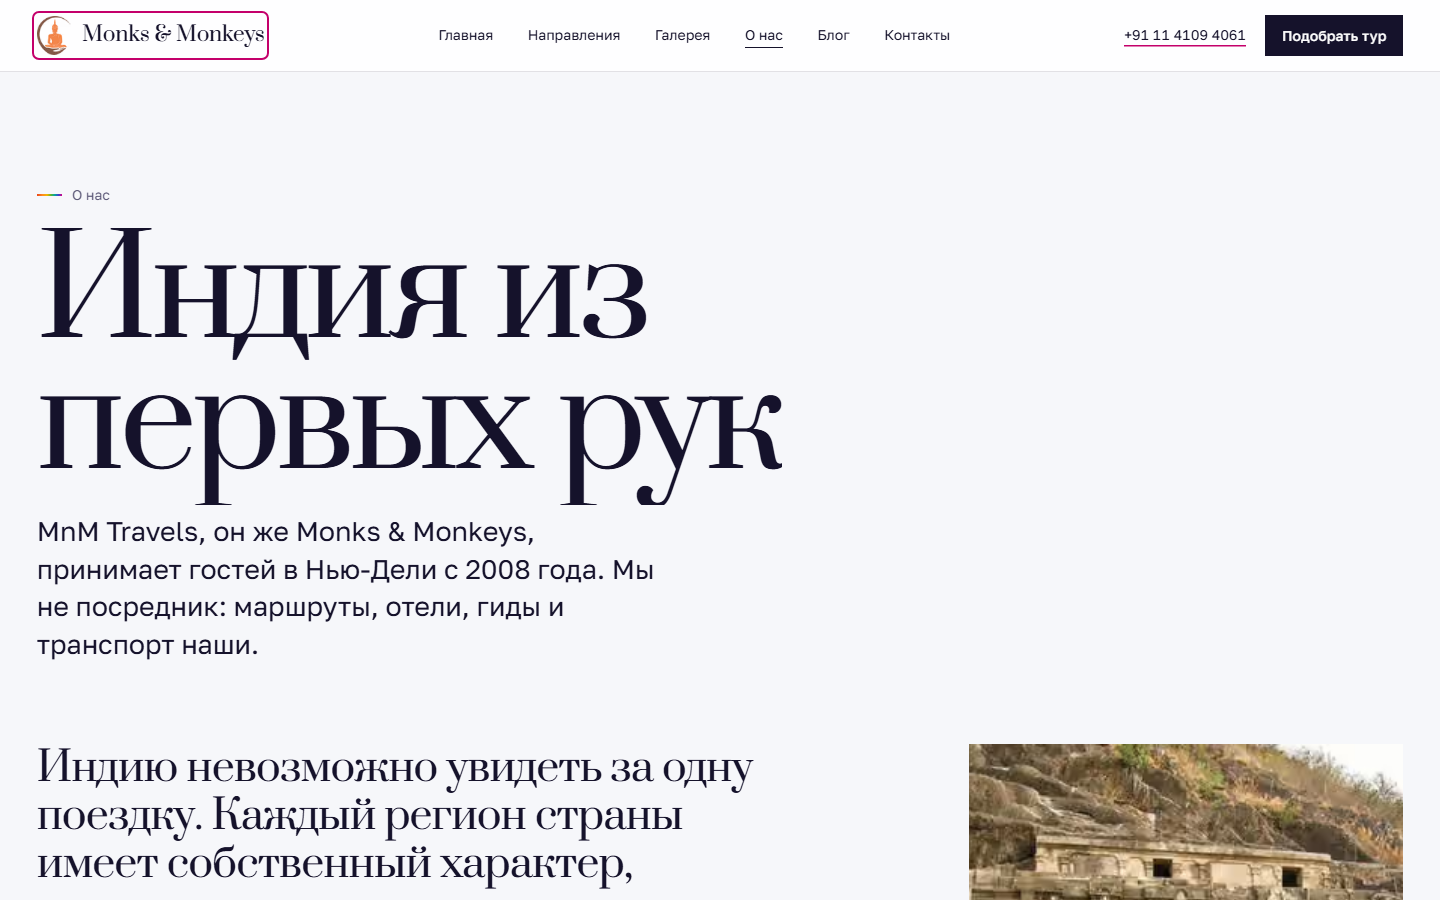 Monks & Monkeys
Главная
Направления
Галерея
О нас
Блог
Контакты
+91 11 4109 4061
Подобрать тур
О нас
Индия из
первых рук
MnM Travels, он же Monks & Monkeys,
принимает гостей в Нью-Дели с 2008 года. Мы
не посредник: маршруты, отели, гиды и
транспорт наши.
Индию невозможно увидеть за одну
поездку. Каждый регион страны
имеет собственный характер,